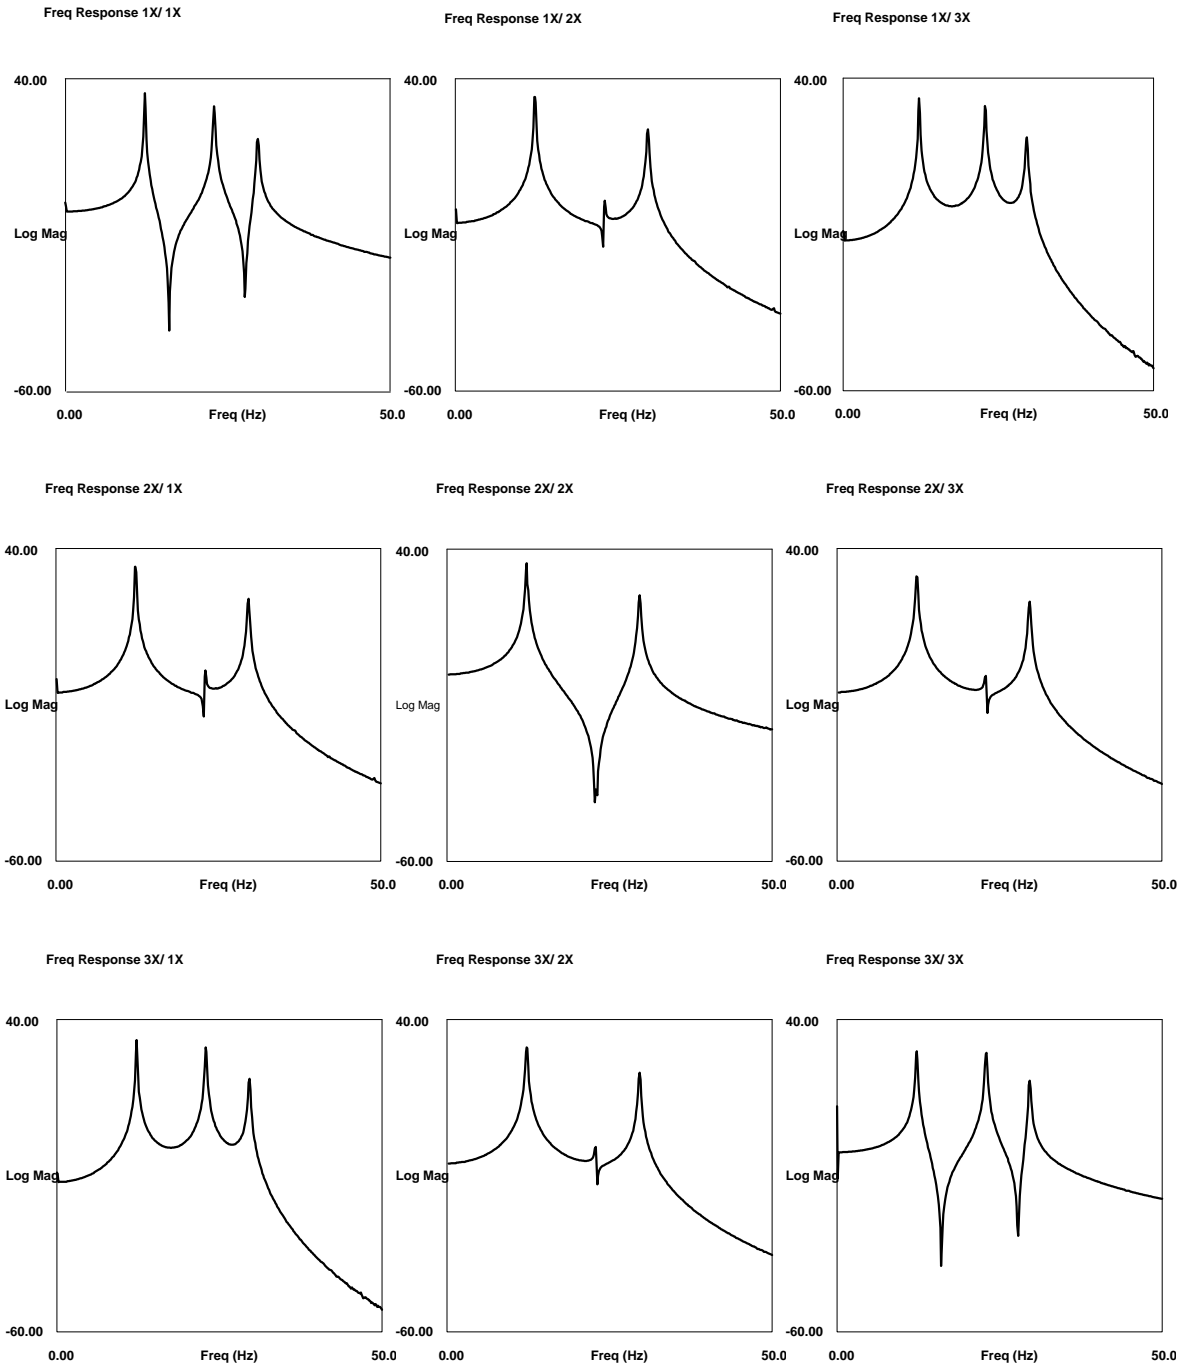 Freq Response 1X/ 1X
40.00
Log Mag
-60.00
0.00
Freq (Hz)
50.0
Freq Response 1X/ 2X
40.00
Log Mag
-60.00
0.00
Freq (Hz)
50.0
Freq Response 1X/ 3X
40.00
Log Mag
-60.00
0.00
Freq (Hz)
50.0
Freq Response 2X/ 1X
40.00
Log Mag
-60.00
0.00
Freq (Hz)
50.0
Freq Response 2X/ 2X
40.00
Log Mag
-60.00
0.00
Freq (Hz)
50.0
Freq Response 2X/ 3X
40.00
Log Mag
-60.00
0.00
Freq (Hz)
50.0
Freq Response 3X/ 1X
40.00
Log Mag
-60.00
0.00
Freq (Hz)
50.0
Freq Response 3X/ 2X
40.00
Log Mag
-60.00
0.00
Freq (Hz)
50.0
Freq Response 3X/ 3X
40.00
Log Mag
-60.00
0.00
Freq (Hz)
50.0